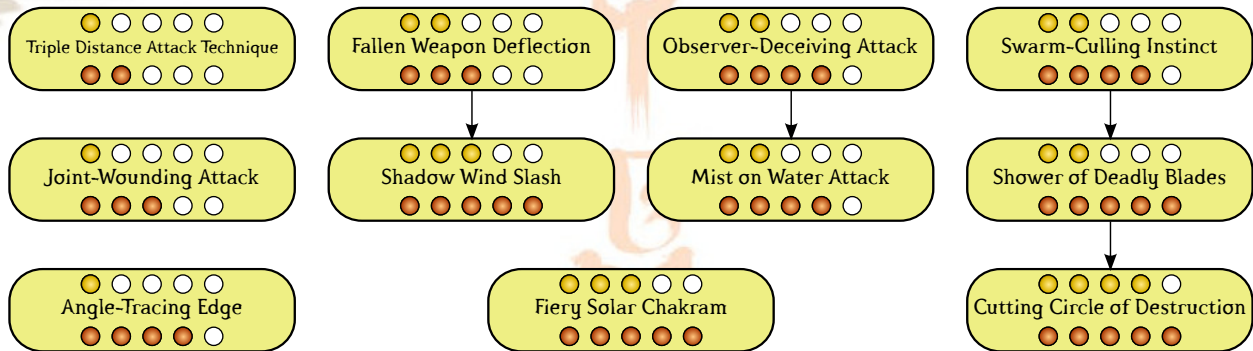 Triple Distance Attack Technique
Fallen Weapon Deflection
Observer-Deceiving Attack
Swarm-Culling Instinct
Joint-Wounding Attack
Shadow Wind Slash
Mist on Water Attack
Shower of Deadly Blades
Angle-Tracing Edge
Fiery Solar Chakram
Cutting Circle of Destruction